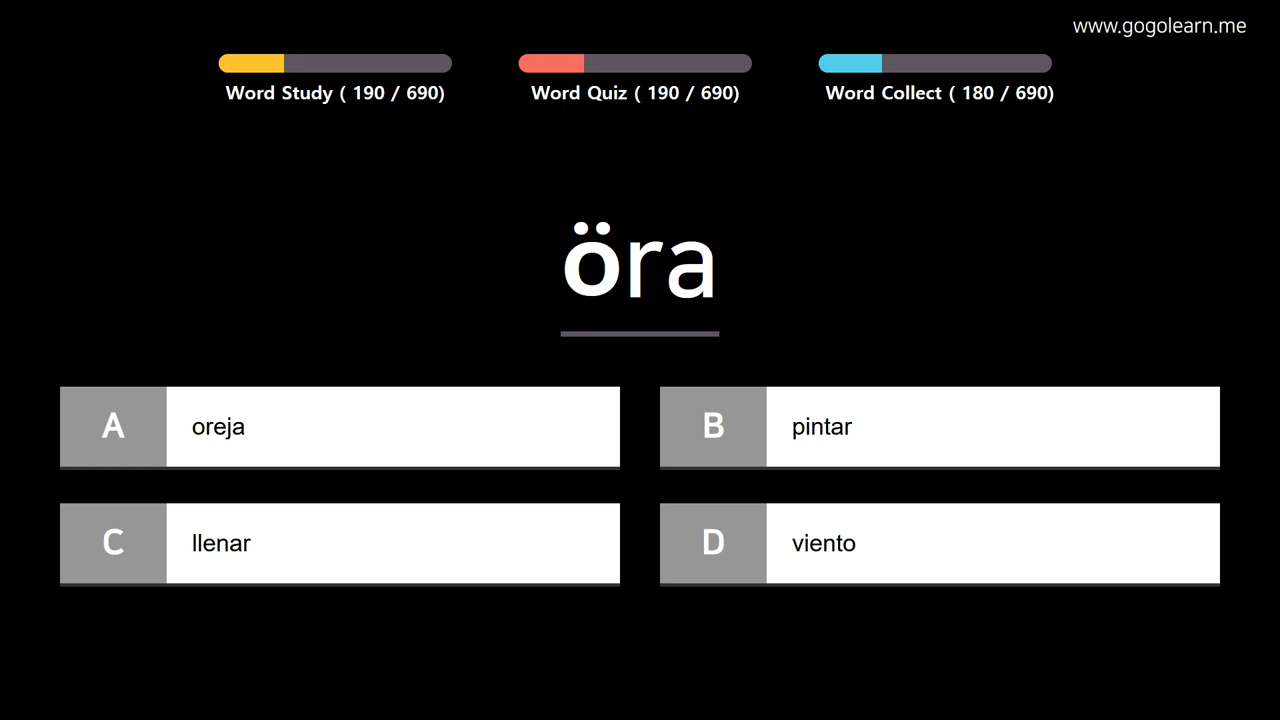 www.gogolearn.me
Word Study ( 190 / 690)
Word Quiz ( 190 / 690)
Word Collect ( 180 / 690)
öra
A
oreja
B
pintar
C
llenar
D
viento